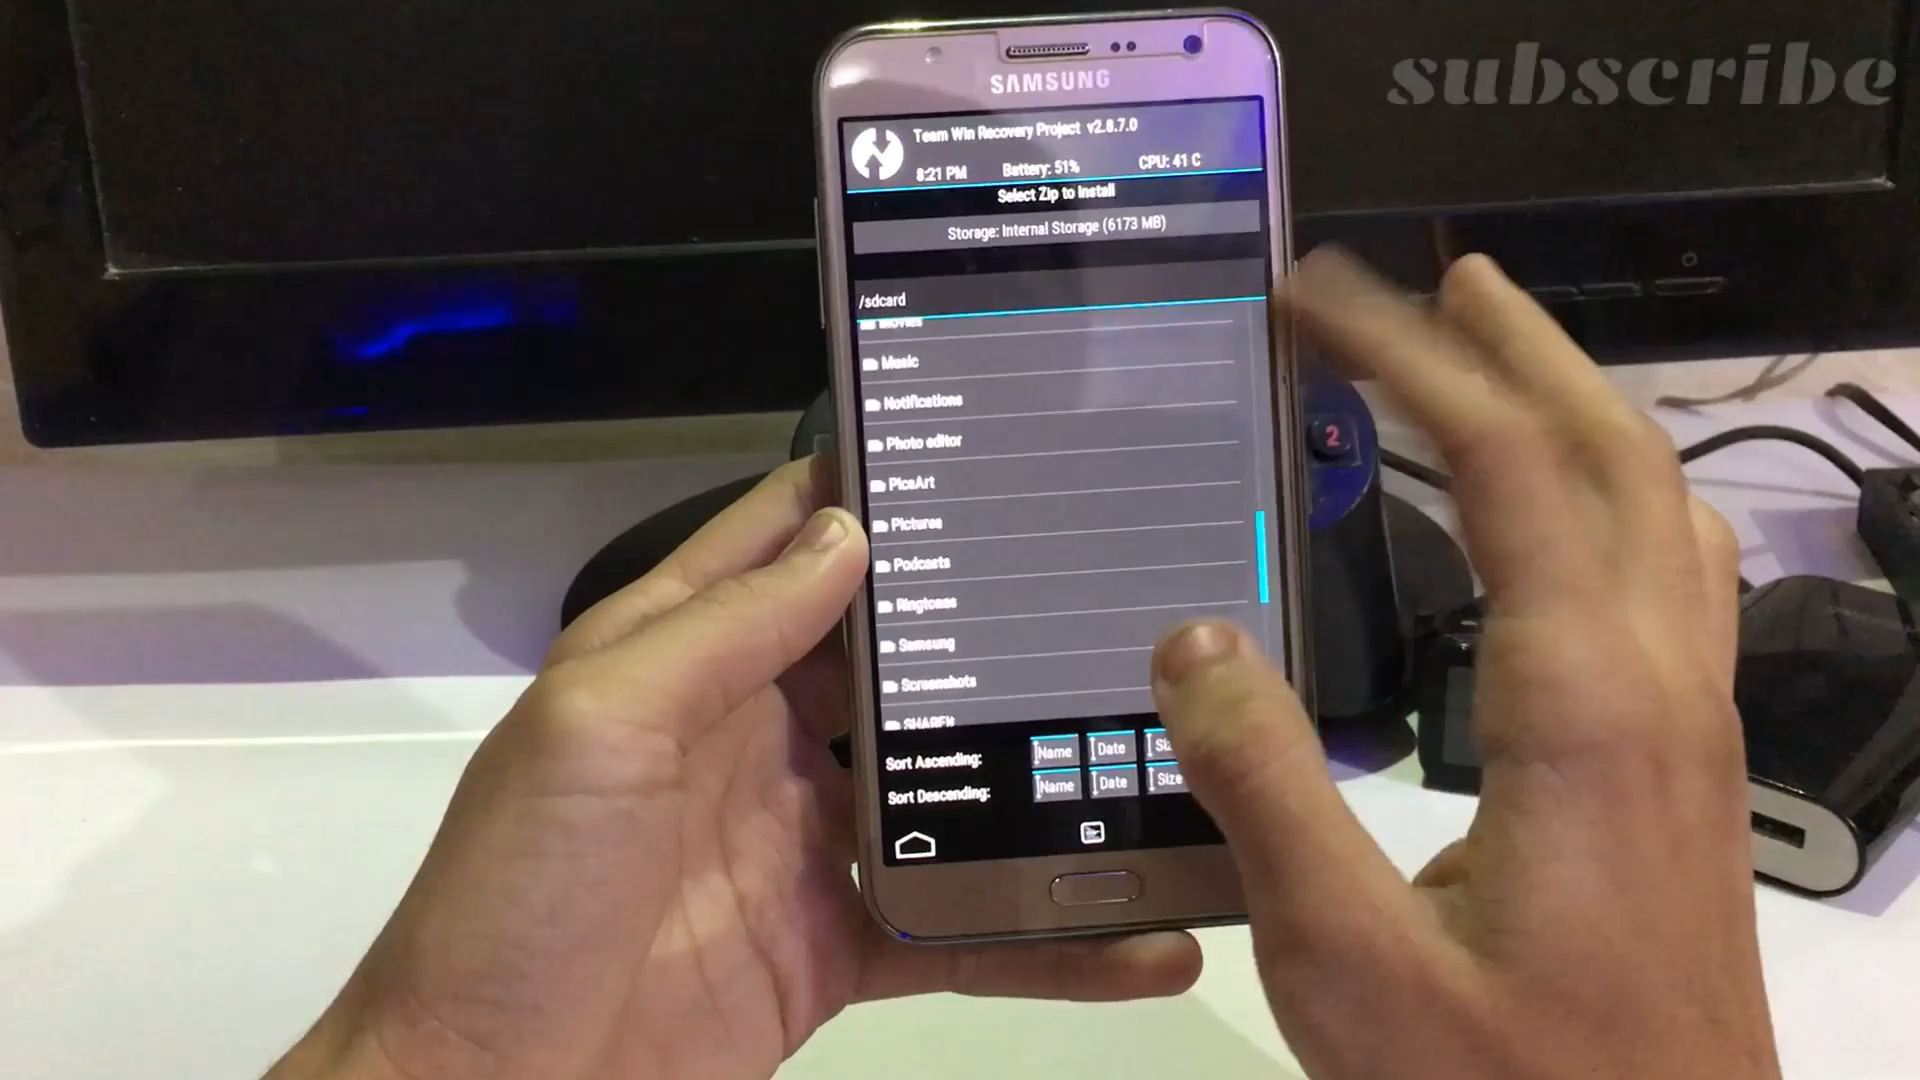 subscribe
SAMSUNG
Team Win Recovery Project v2.8.7.0
8:21 PM Battery: 51% CPU: 41 C
Select Zip to Install
Storage: Internal Storage (6173 MB)
/sdcard
Movies
Music
Notifications
Photo editor
PicsArt
Pictures
Podcasts
Ringtones
Samsung
Screenshots
SHAREit
Sort Ascending: Name Date
Sort Descending: Name Date Size
2